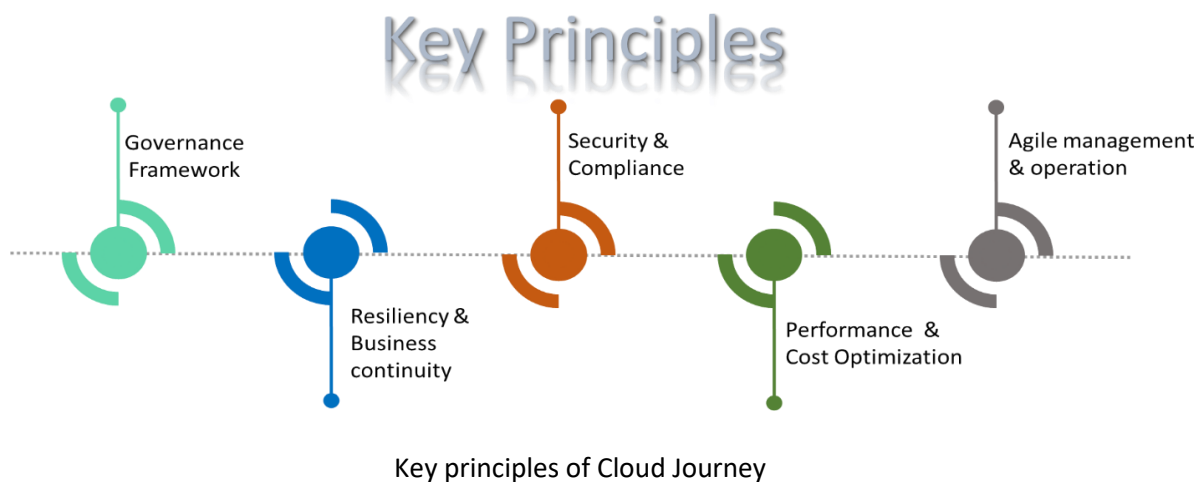 Key Principles
Governance
Framework
Resiliency &
Business
continuity
Security &
Compliance
Performance &
Cost Optimization
Agile management
& operation
Key principles of Cloud Journey